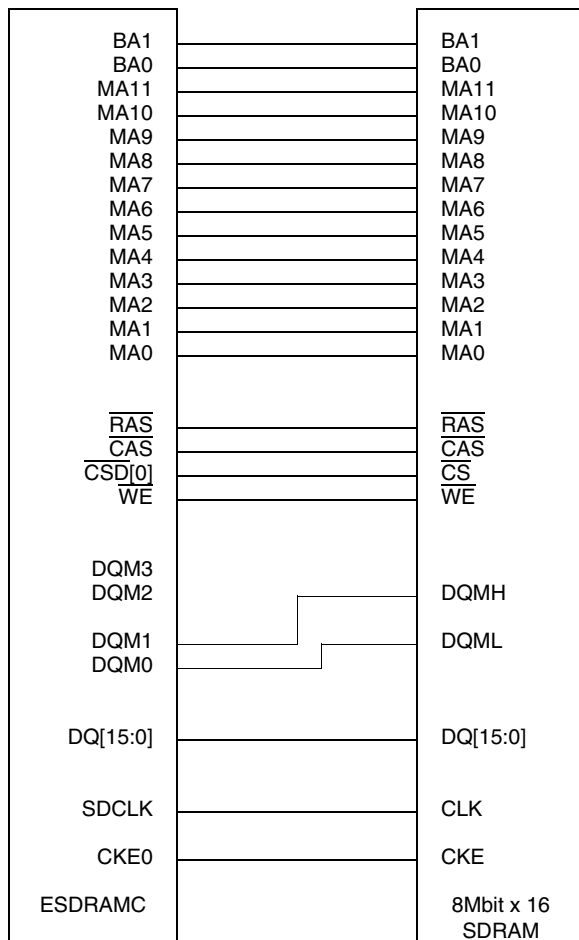 BA1 BA1
BA0 BA0
MA11 MA11
MA10 MA10
MA9 MA9
MA8 MA8
MA7 MA7
MA6 MA6
MA5 MA5
MA4 MA4
MA3 MA3
MA2 MA2
MA1 MA1
MA0 MA0
RAS RAS
CAS CAS
CSD[0] CS
WE WE
DQM3
DQM2 DQMH
DQM1 DQML
DQM0
DQ[15:0] DQ[15:0]
SDCLK CLK
CKE0 CKE
ESDRAMC 8Mbit x 16
SDRAM